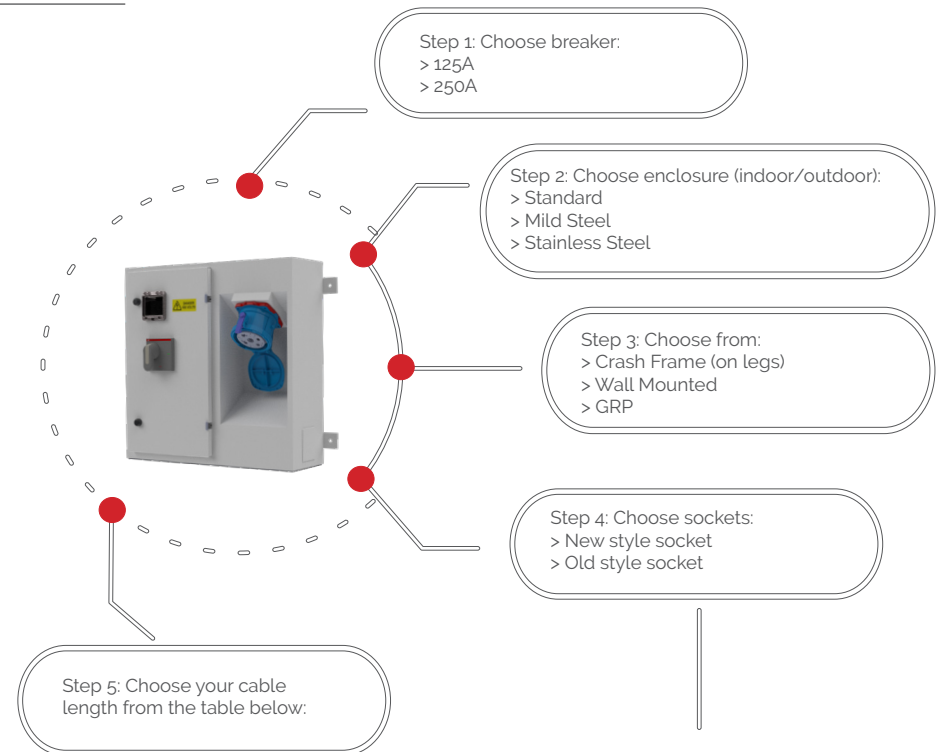 Step 1: Choose breaker:
> 125A
> 250A
Step 2: Choose enclosure (indoor/outdoor):
> Standard
> Mild Steel
> Stainless Steel
Step 3: Choose from:
> Crash Frame (on legs)
> Wall Mounted
> GRP
Step 4: Choose sockets:
> New style socket
> Old style socket
Step 5: Choose your cable
length from the table below: